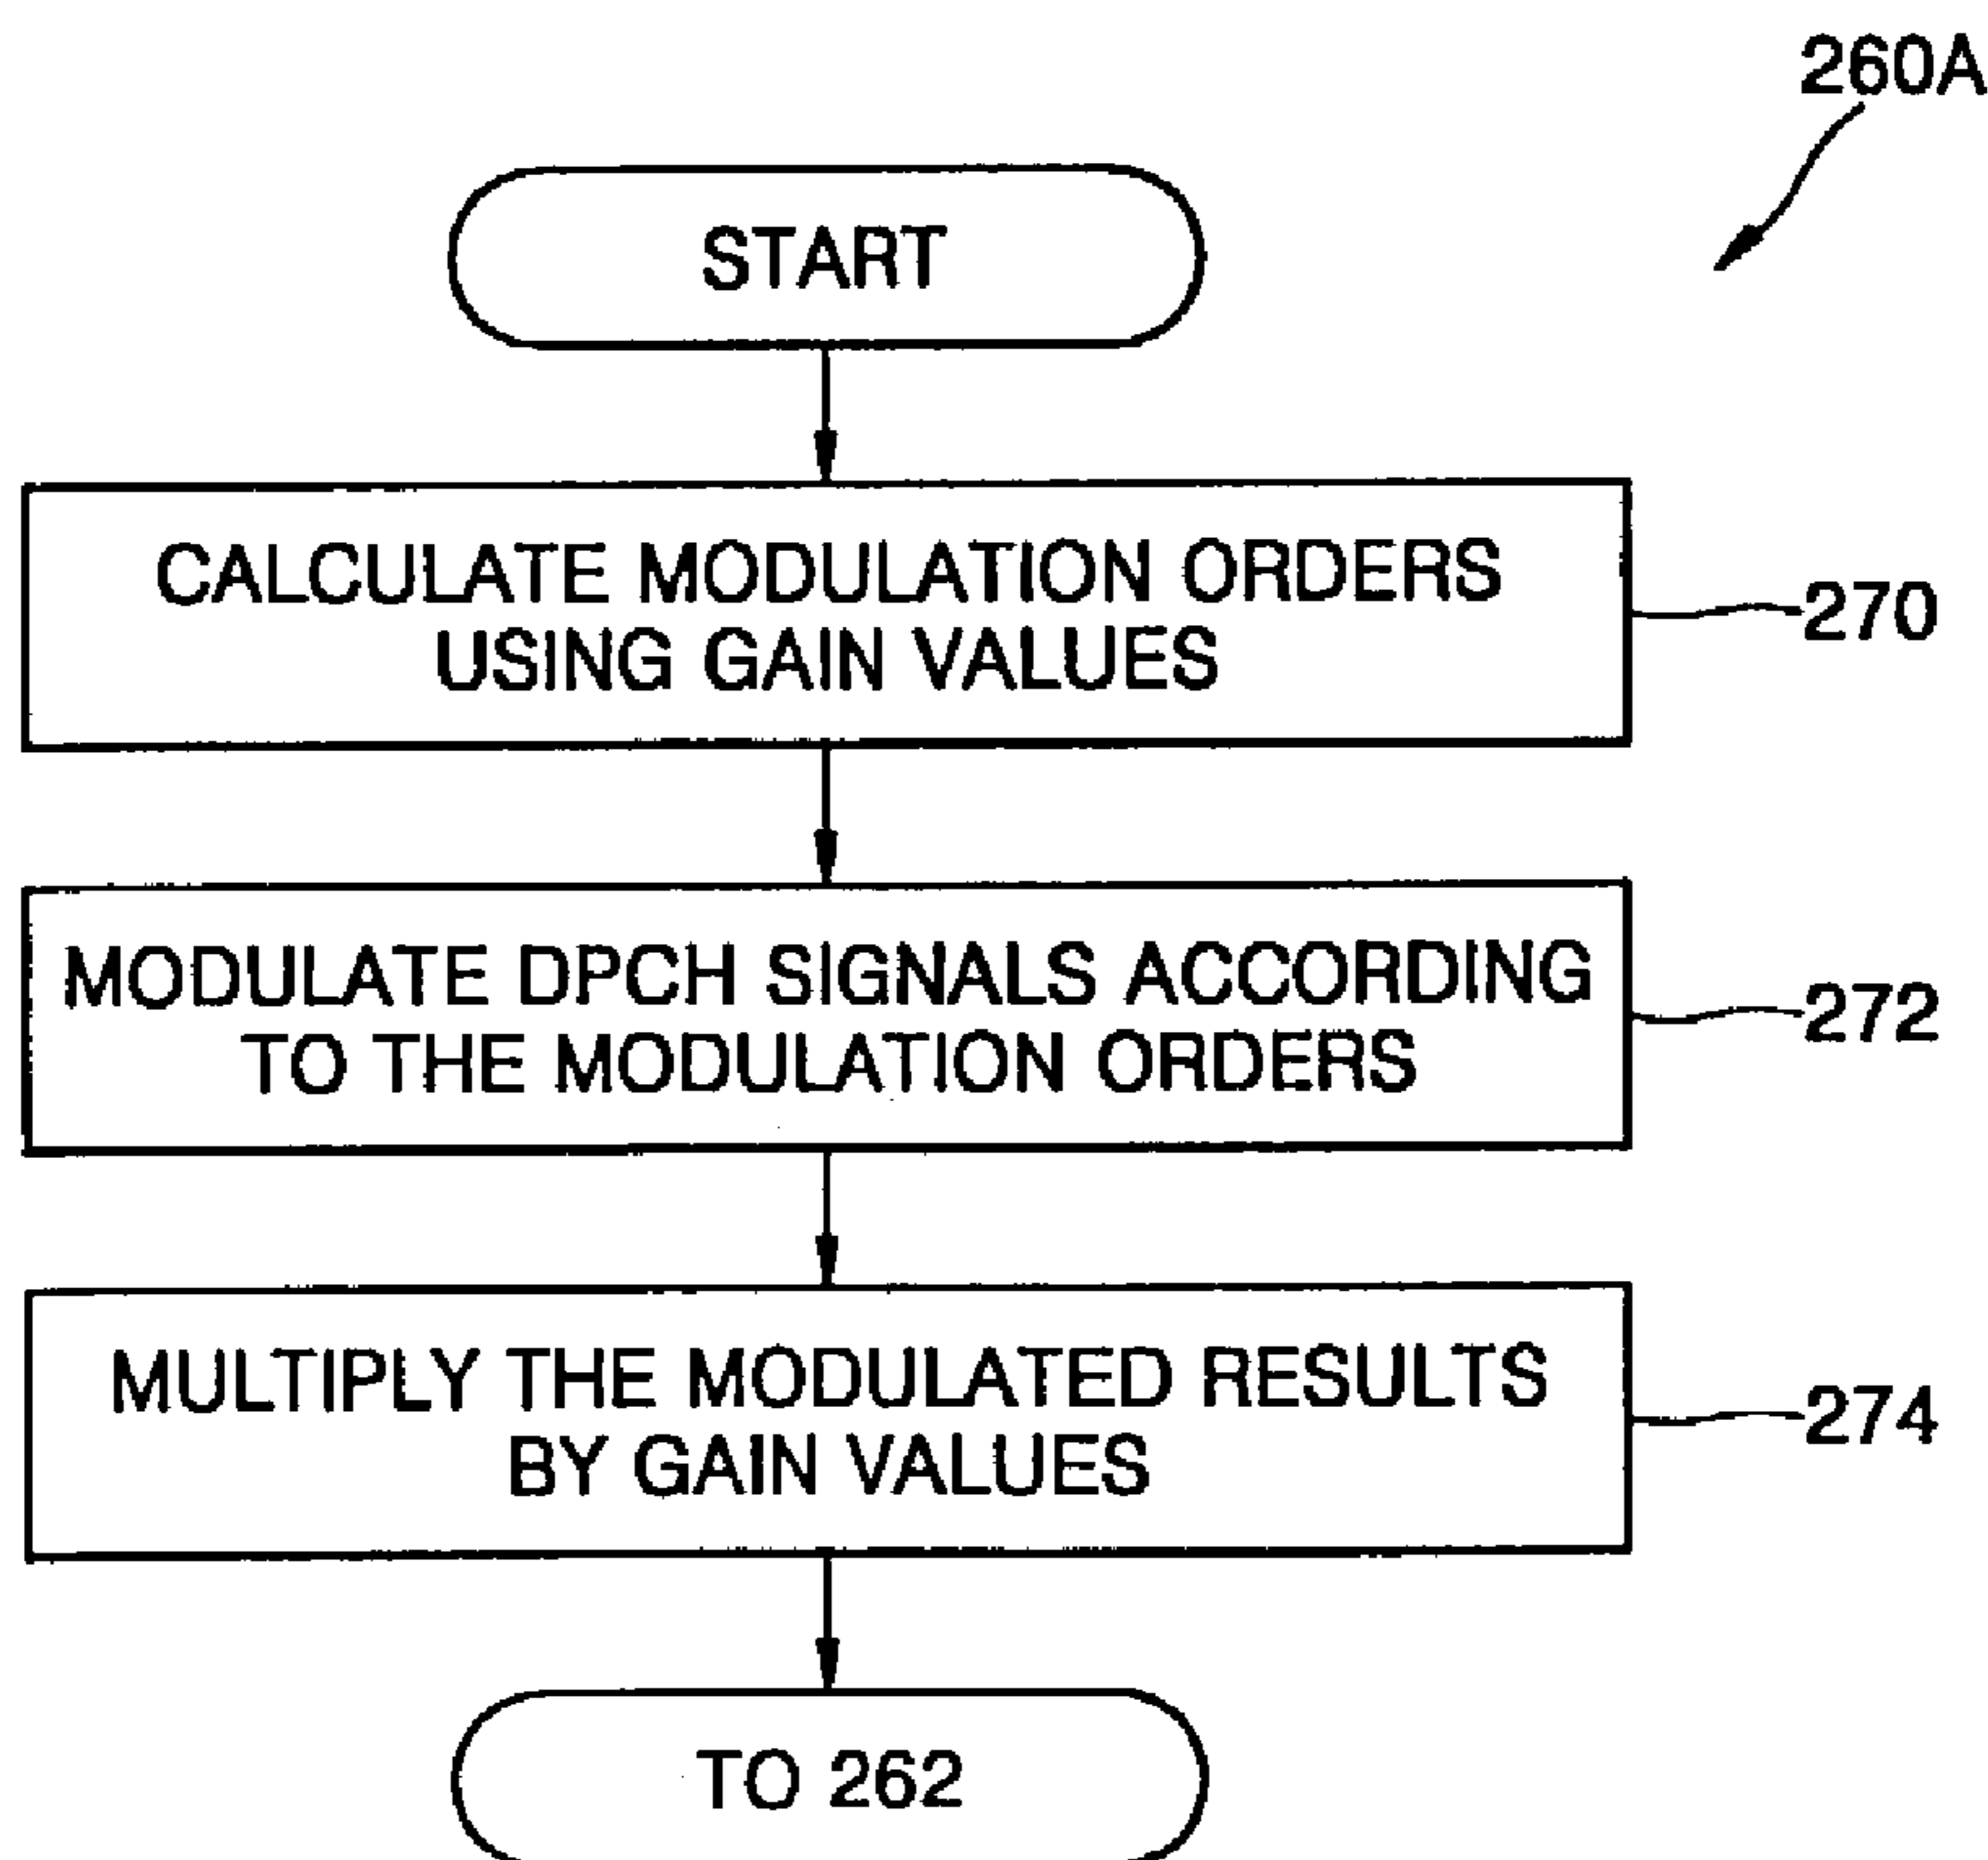 260A
START
CALCULATE MODULATION ORDERS
USING GAIN VALUES
270
MODULATE DPCH SIGNALS ACCORDING
TO THE MODULATION ORDERS
272
MULTIPLY THE MODULATED RESULTS
BY GAIN VALUES
274
TO 262